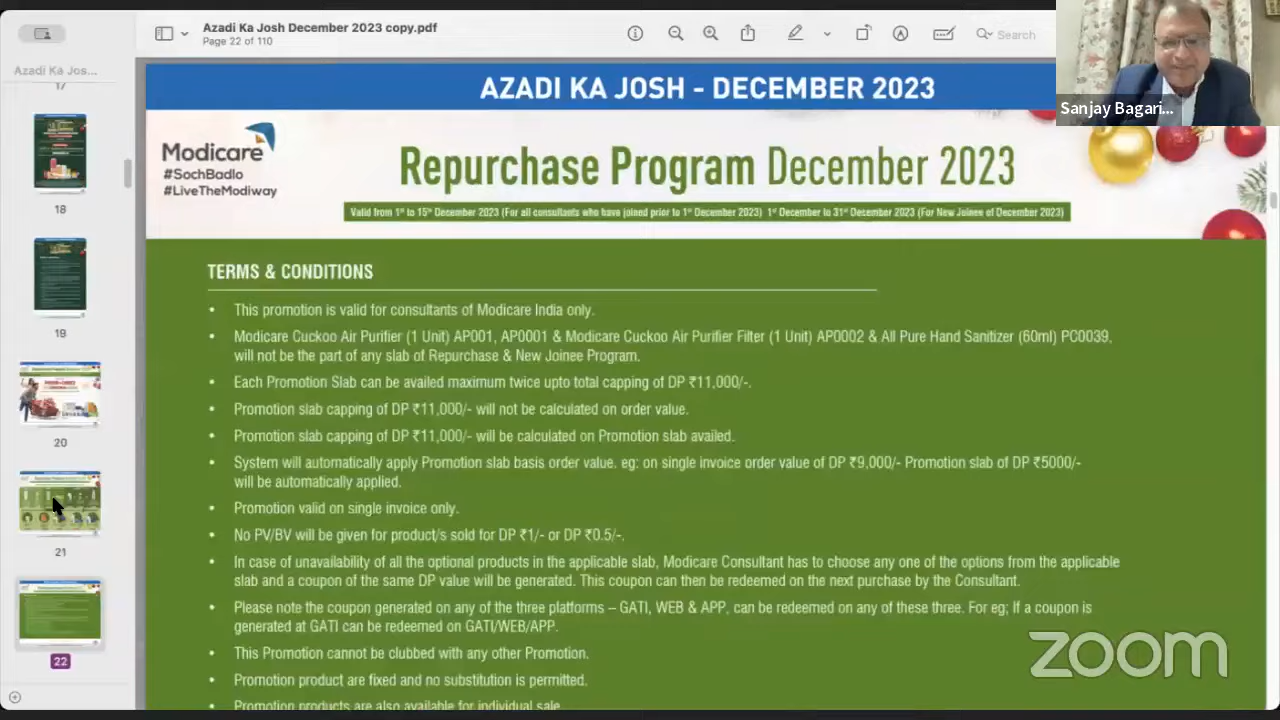 Azadi Ka Josh December 2023 copy.pdf
Page 22 of 110
Search
Azadi Ka Jos...
17
18
19
20
21
22
Sanjay Bagari...
AZADI KA JOSH - DECEMBER 2023
Modicare
#SochBadlo
#LiveTheModiway
Repurchase Program December 2023
Valid from 1st to 15th December 2023 (For all consultants who have joined prior to 1st December 2023) 1st December to 31st December 2023 (For New Joinee of December 2023)
TERMS & CONDITIONS
• This promotion is valid for consultants of Modicare India only.
• Modicare Cuckoo Air Purifier (1 Unit) AP001, AP0001 & Modicare Cuckoo Air Purifier Filter (1 Unit) AP0002 & All Pure Hand Sanitizer (60ml) PC0039,
will not be the part of any slab of Repurchase & New Joinee Program.
• Each Promotion Slab can be availed maximum twice upto total capping of DP ₹11,000/-.
• Promotion slab capping of DP ₹11,000/- will not be calculated on order value.
• Promotion slab capping of DP ₹11,000/- will be calculated on Promotion slab availed.
• System will automatically apply Promotion slab basis order value. eg: on single invoice order value of DP ₹9,000/- Promotion slab of DP ₹5000/-
will be automatically applied.
• Promotion valid on single invoice only.
• No PV/BV will be given for product/s sold for DP ₹1/- or DP ₹0.5/-.
• In case of unavailability of all the optional products in the applicable slab, Modicare Consultant has to choose any one of the options from the applicable
slab and a coupon of the same DP value will be generated. This coupon can then be redeemed on the next purchase by the Consultant.
• Please note the coupon generated on any of the three platforms – GATI, WEB & APP, can be redeemed on any of these three. For eg; If a coupon is
generated at GATI can be redeemed on GATI/WEB/APP.
• This Promotion cannot be clubbed with any other Promotion.
• Promotion product are fixed and no substitution is permitted.
• Promotion products are also available for individual sale.
zoom